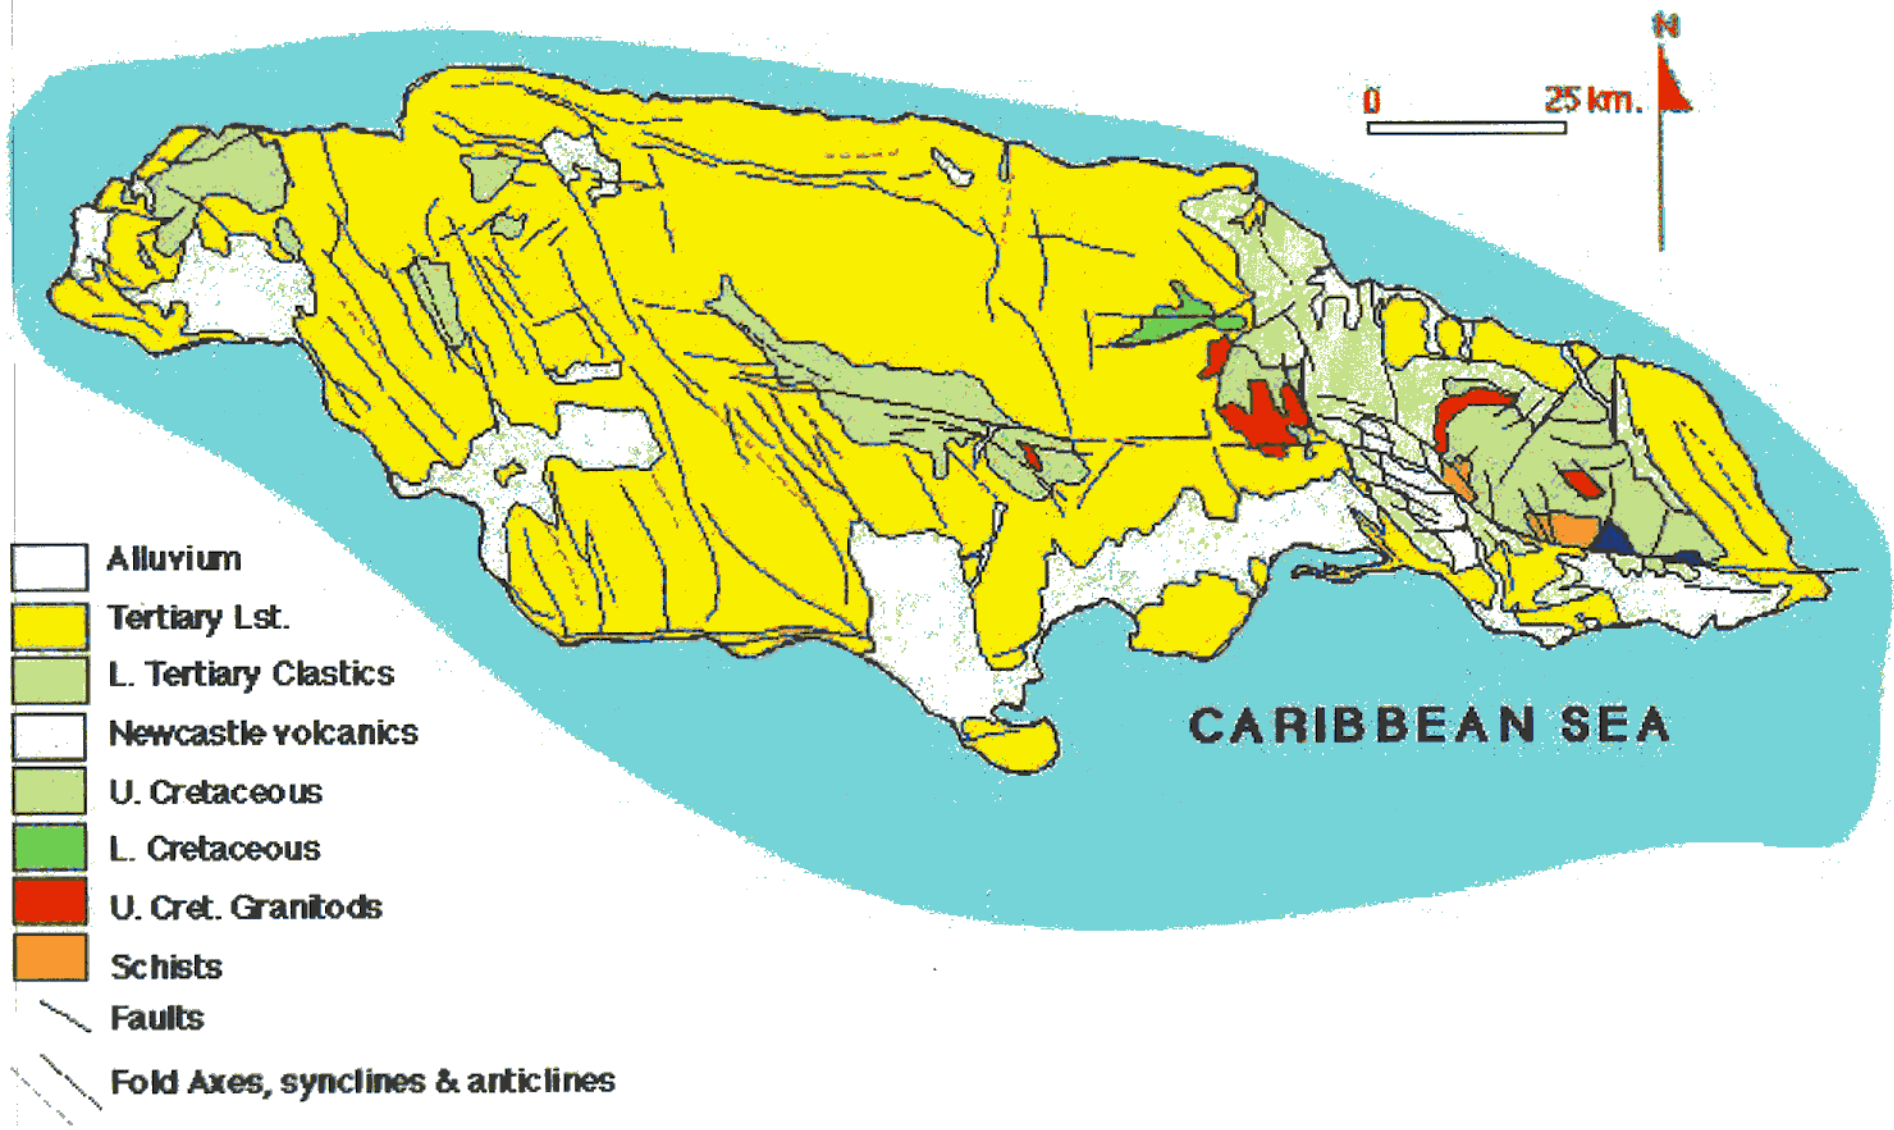 N
0 25 km.
Alluvium
Tertiary Lst.
L. Tertiary Clastics
Newcastle volcanics
U. Cretaceous
L. Cretaceous
U. Cret. Granitods
Schists
Faults
Fold Axes, synclines & anticlines
CARIBBEAN SEA